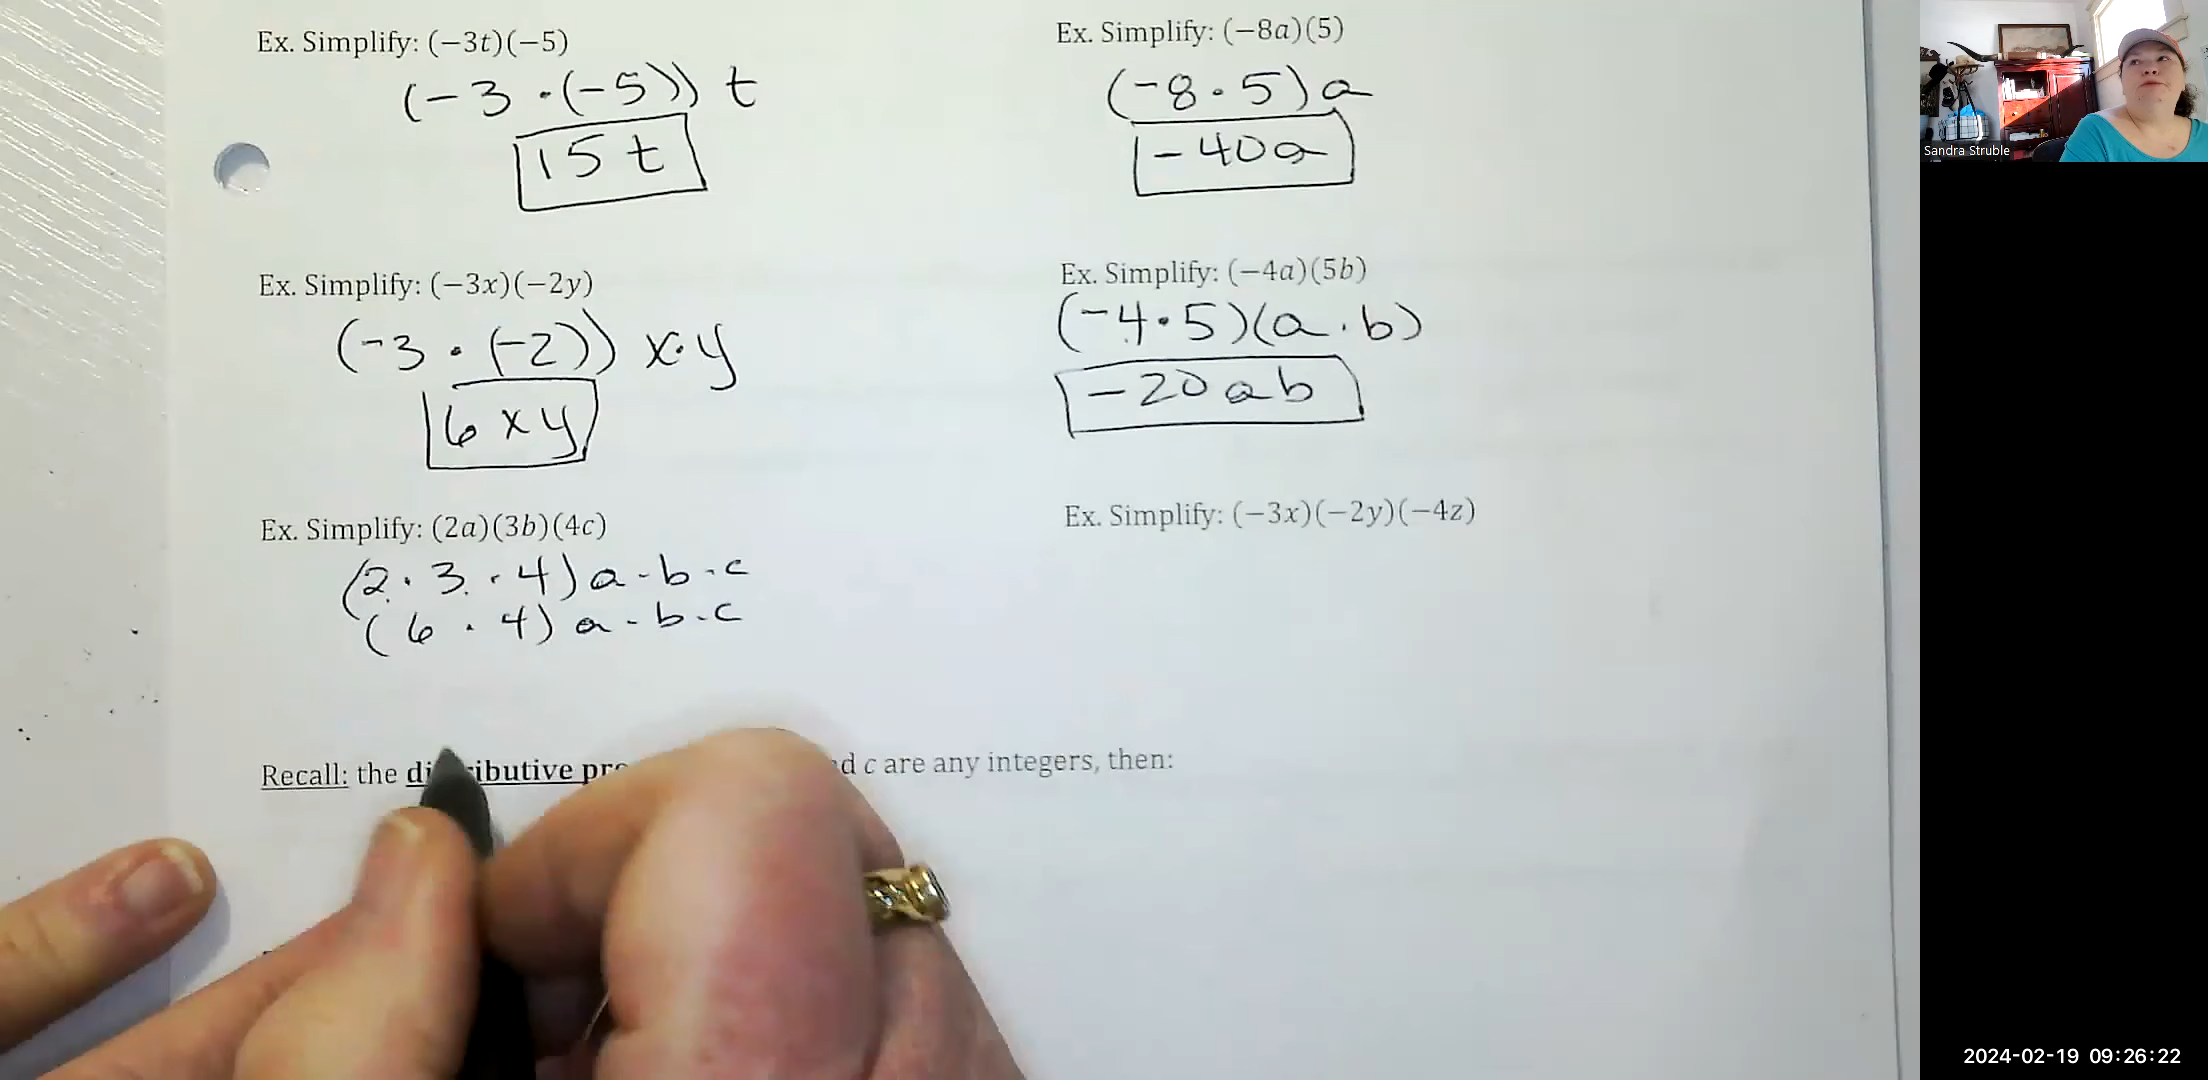 Ex. Simplify: (−3t)(−5)
(-3 · (-5)) t
15 t
Ex. Simplify: (−8a)(5)
(-8 · 5) a
-40a
Ex. Simplify: (−3x)(−2y)
(-3 · (-2)) x·y
6 x y
Ex. Simplify: (−4a)(5b)
(-4 · 5)(a · b)
-20 ab
Ex. Simplify: (2a)(3b)(4c)
(2 · 3 · 4) a · b · c
(6 · 4) a · b · c
Ex. Simplify: (−3x)(−2y)(−4z)
Recall: the c are any integers, then:
Sandra Struble
2024-02-19 09:26:22